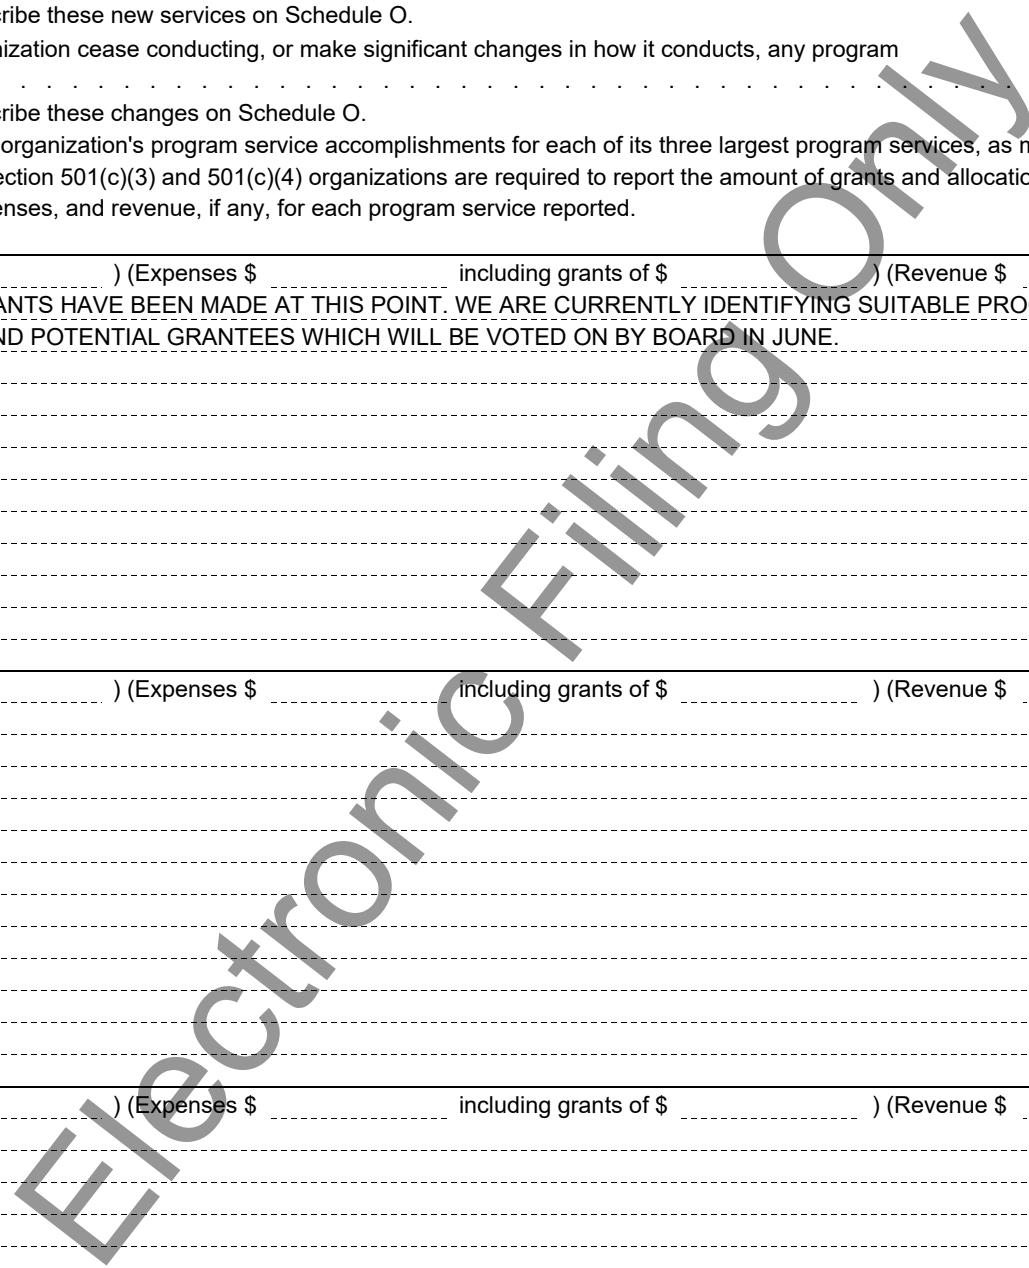 cribe these new services on Schedule O.
nization cease conducting, or make significant changes in how it conducts, any program
. . . . . . . . . . . . . . . . . . . . . . . . . . . . . . . . . . . . . . .
cribe these changes on Schedule O.
organization's program service accomplishments for each of its three largest program services, as m
ection 501(c)(3) and 501(c)(4) organizations are required to report the amount of grants and allocatio
enses, and revenue, if any, for each program service reported.
) (Expenses $ including grants of $ ) (Revenue $
ANTS HAVE BEEN MADE AT THIS POINT. WE ARE CURRENTLY IDENTIFYING SUITABLE PRO
ND POTENTIAL GRANTEES WHICH WILL BE VOTED ON BY BOARD IN JUNE.
) (Expenses $ including grants of $ ) (Revenue $
) (Expenses $ including grants of $ ) (Revenue $
Electronic Filing Only